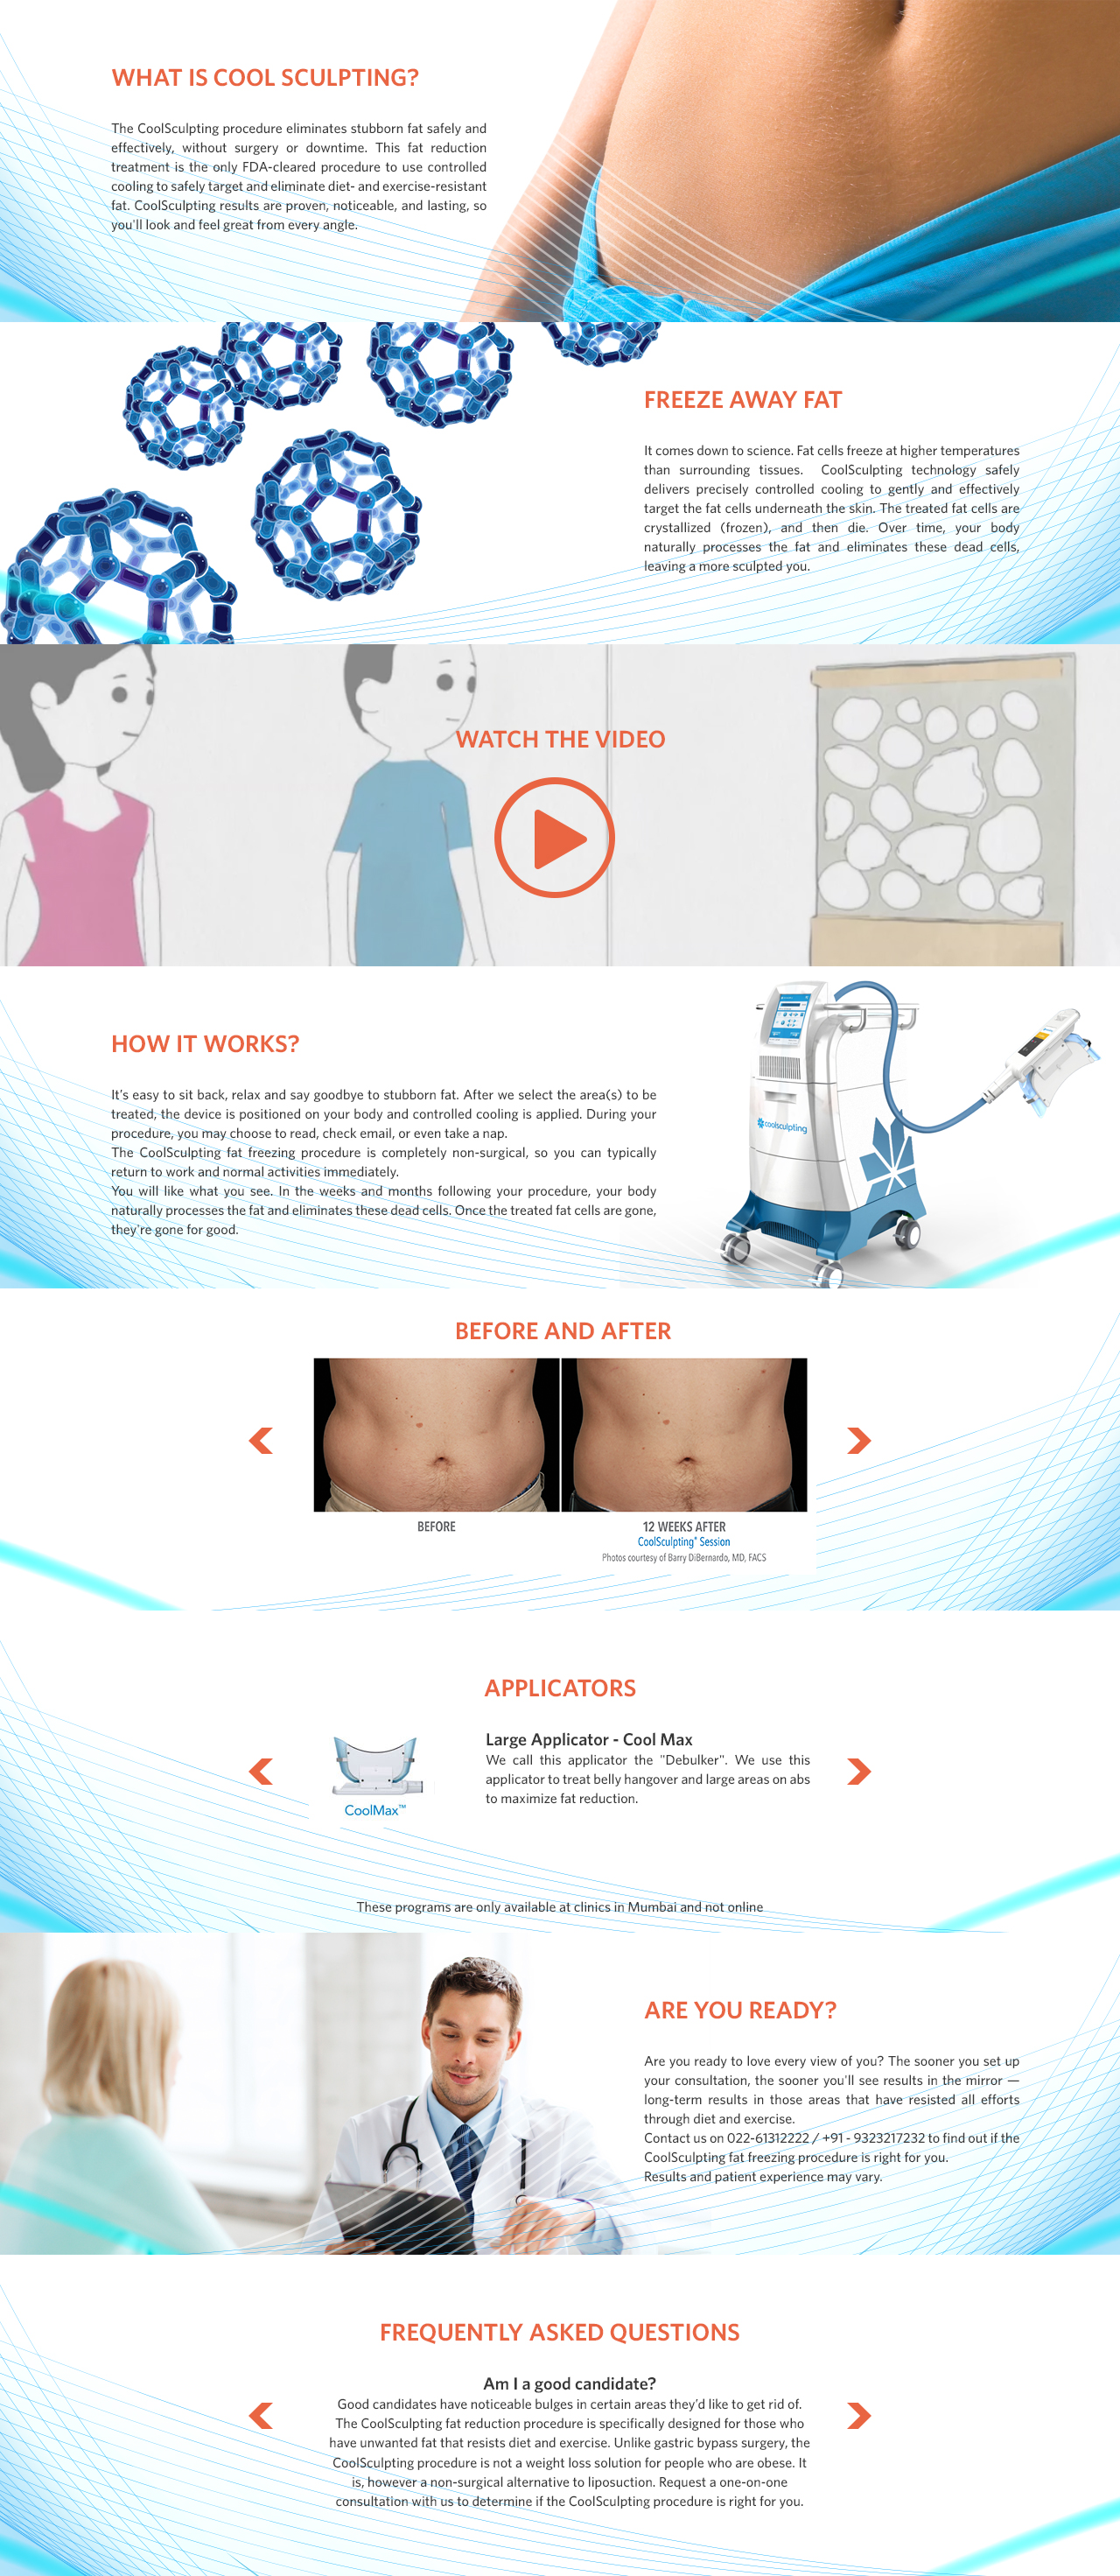 WHAT IS COOL SCULPTING?
The CoolSculpting procedure eliminates stubborn fat safely and
effectively, without surgery or downtime. This fat reduction
treatment is the only FDA-cleared procedure to use controlled
cooling to safely target and eliminate diet- and exercise-resistant
fat. CoolSculpting results are proven, noticeable, and lasting, so
you'll look and feel great from every angle.
FREEZE AWAY FAT
It comes down to science. Fat cells freeze at higher temperatures
than surrounding tissues. CoolSculpting technology safely
delivers precisely controlled cooling to gently and effectively
target the fat cells underneath the skin. The treated fat cells are
crystallized (frozen), and then die. Over time, your body
naturally processes the fat and eliminates these dead cells,
leaving a more sculpted you.
WATCH THE VIDEO
HOW IT WORKS?
It's easy to sit back, relax and say goodbye to stubborn fat. After we select the area(s) to be
treated, the device is positioned on your body and controlled cooling is applied. During your
procedure, you may choose to read, check email, or even take a nap.
The CoolSculpting fat freezing procedure is completely non-surgical, so you can typically
return to work and normal activities immediately.
You will like what you see. In the weeks and months following your procedure, your body
naturally processes the fat and eliminates these dead cells. Once the treated fat cells are gone,
they're gone for good.
coolsculpting
BEFORE AND AFTER
BEFORE
12 WEEKS AFTER
CoolSculpting® Session
Photos courtesy of Barry DiBernardo, MD, FACS
APPLICATORS
Large Applicator - Cool Max
We call this applicator the "Debulker". We use this
applicator to treat belly hangover and large areas on abs
to maximize fat reduction.
CoolMax™
These programs are only available at clinics in Mumbai and not online
ARE YOU READY?
Are you ready to love every view of you? The sooner you set up
your consultation, the sooner you'll see results in the mirror —
long-term results in those areas that have resisted all efforts
through diet and exercise.
Contact us on 022-61312222 / +91 - 9323217232 to find out if the
CoolSculpting fat freezing procedure is right for you.
Results and patient experience may vary.
FREQUENTLY ASKED QUESTIONS
Am I a good candidate?
Good candidates have noticeable bulges in certain areas they'd like to get rid of.
The CoolSculpting fat reduction procedure is specifically designed for those who
have unwanted fat that resists diet and exercise. Unlike gastric bypass surgery, the
CoolSculpting procedure is not a weight loss solution for people who are obese. It
is, however a non-surgical alternative to liposuction. Request a one-on-one
consultation with us to determine if the CoolSculpting procedure is right for you.